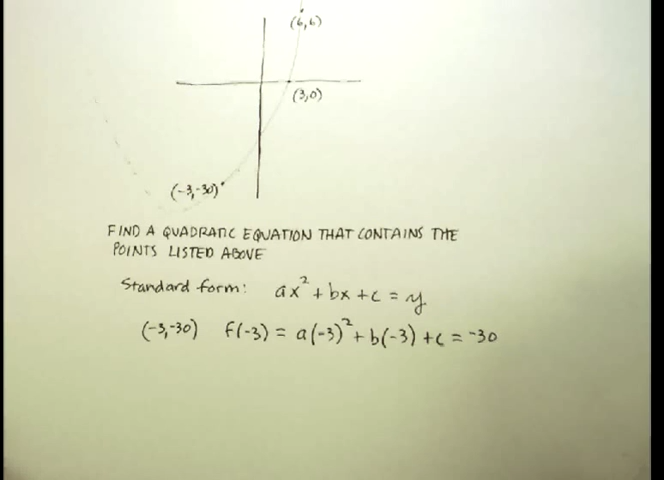 (6,6)
(3,0)
(-3,-30)
FIND A QUADRATIC EQUATION THAT CONTAINS THE
POINTS LISTED ABOVE
Standard form: ax² + bx + c = y
(-3,-30) f(-3) = a(-3)² + b(-3) + c = -30